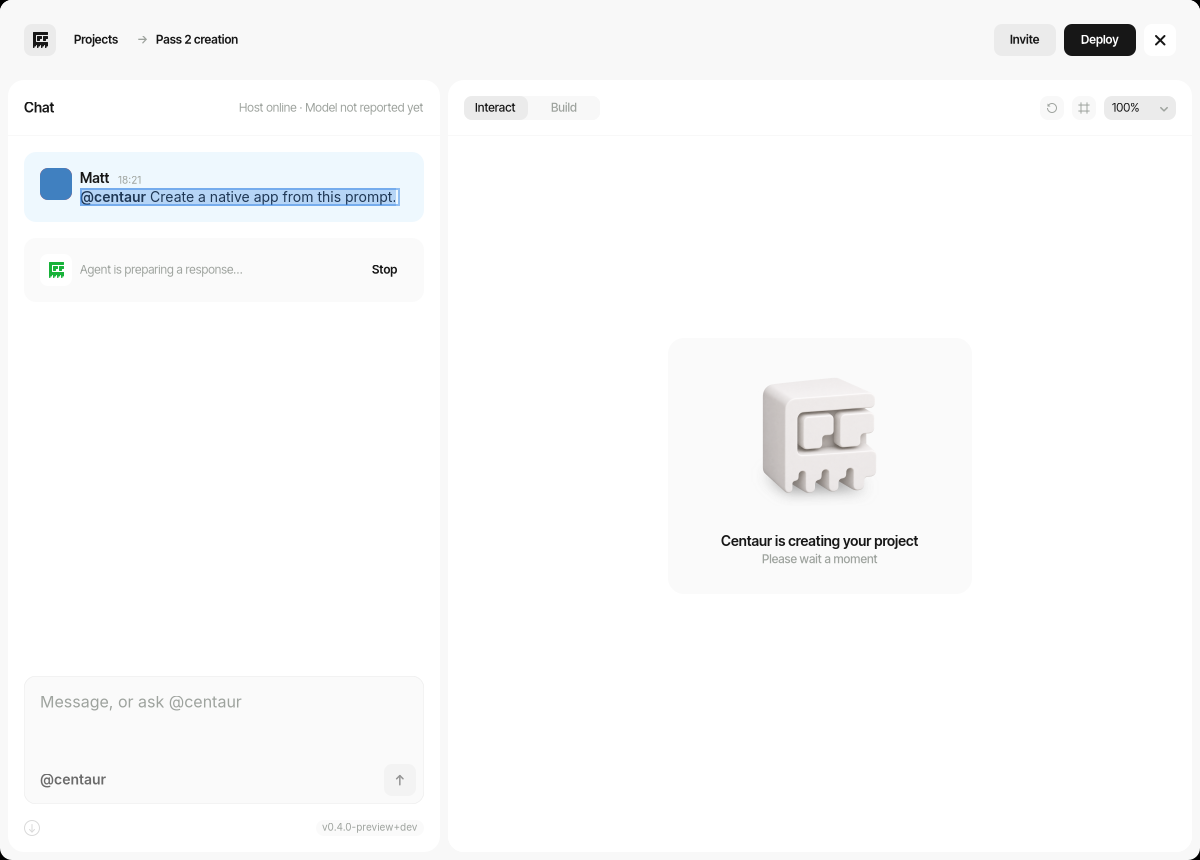 Projects → Pass 2 creation
Invite
Deploy
Chat
Host online · Model not reported yet
Matt 18:21
@centaur Create a native app from this prompt.
Agent is preparing a response...
Stop
Message, or ask @centaur
@centaur
v0.4.0-preview+dev
Interact
Build
100%
Centaur is creating your project
Please wait a moment